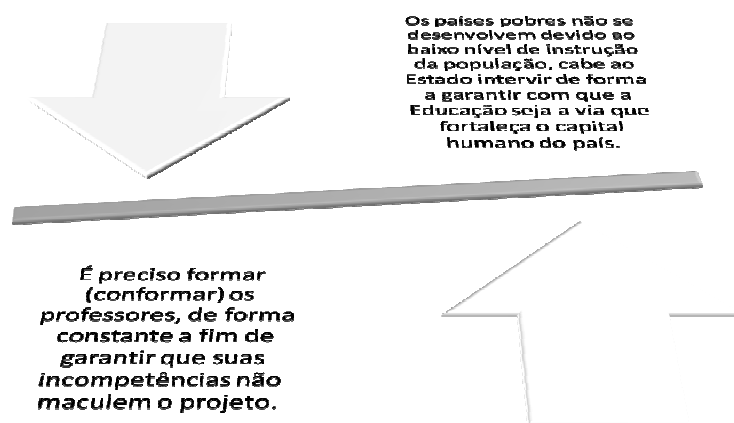 Os países pobres não se
desenvolvem devido ao
baixo nível de instrução
da população, cabe ao
Estado intervir de forma
a garantir com que a
Educação seja a via que
fortaleça o capital
humano do país.
É preciso formar
(conformar) os
professores, de forma
constante a fim de
garantir que suas
incompetências não
maculem o projeto.